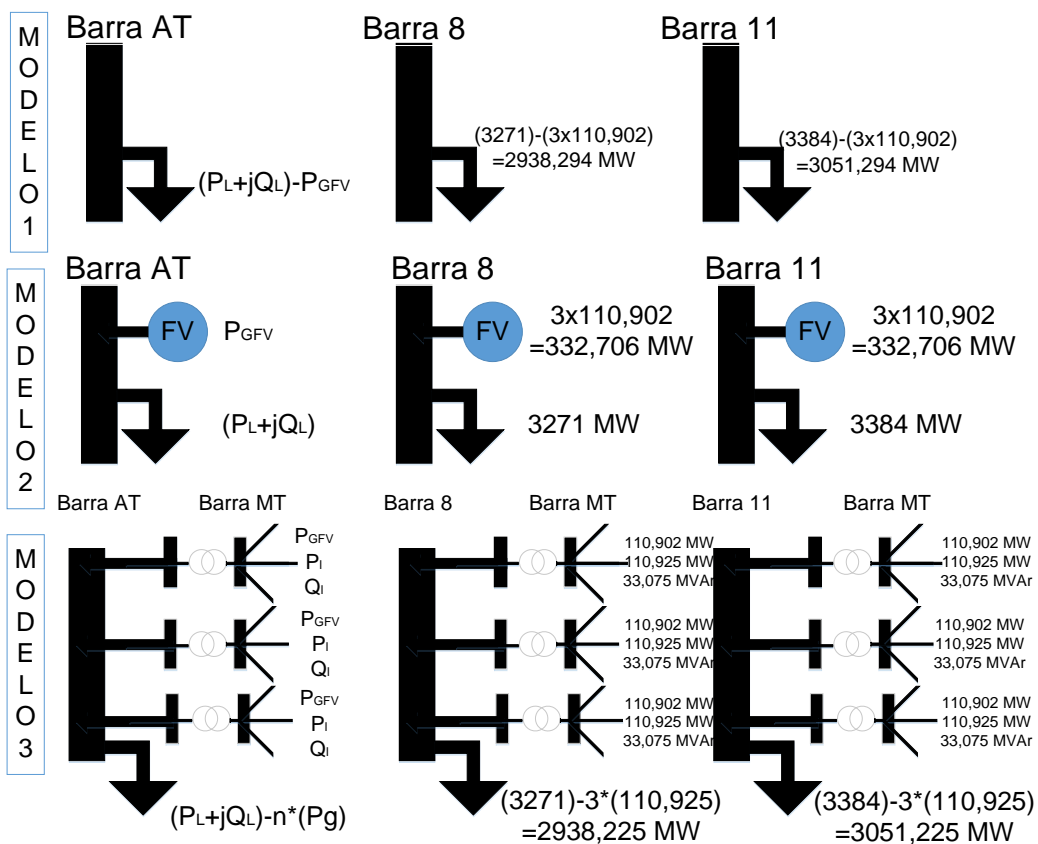 MODELO1
Barra AT
(PL+jQL)-PGFV
Barra 8
(3271)-(3x110,902)
=2938,294 MW
Barra 11
(3384)-(3x110,902)
=3051,294 MW
MODELO2
Barra AT
FV
PGFV
(PL+jQL)
Barra 8
FV
3x110,902
=332,706 MW
3271 MW
Barra 11
FV
3x110,902
=332,706 MW
3384 MW
MODELO3
Barra AT
Barra MT
PGFV
Pl
Ql
PGFV
Pl
Ql
PGFV
Pl
Ql
(PL+jQL)-n*(Pg)
Barra 8
Barra MT
110,902 MW
110,925 MW
33,075 MVAr
110,902 MW
110,925 MW
33,075 MVAr
110,902 MW
110,925 MW
33,075 MVAr
(3271)-3*(110,925)
=2938,225 MW
Barra 11
Barra MT
110,902 MW
110,925 MW
33,075 MVAr
110,902 MW
110,925 MW
33,075 MVAr
110,902 MW
110,925 MW
33,075 MVAr
(3384)-3*(110,925)
=3051,225 MW